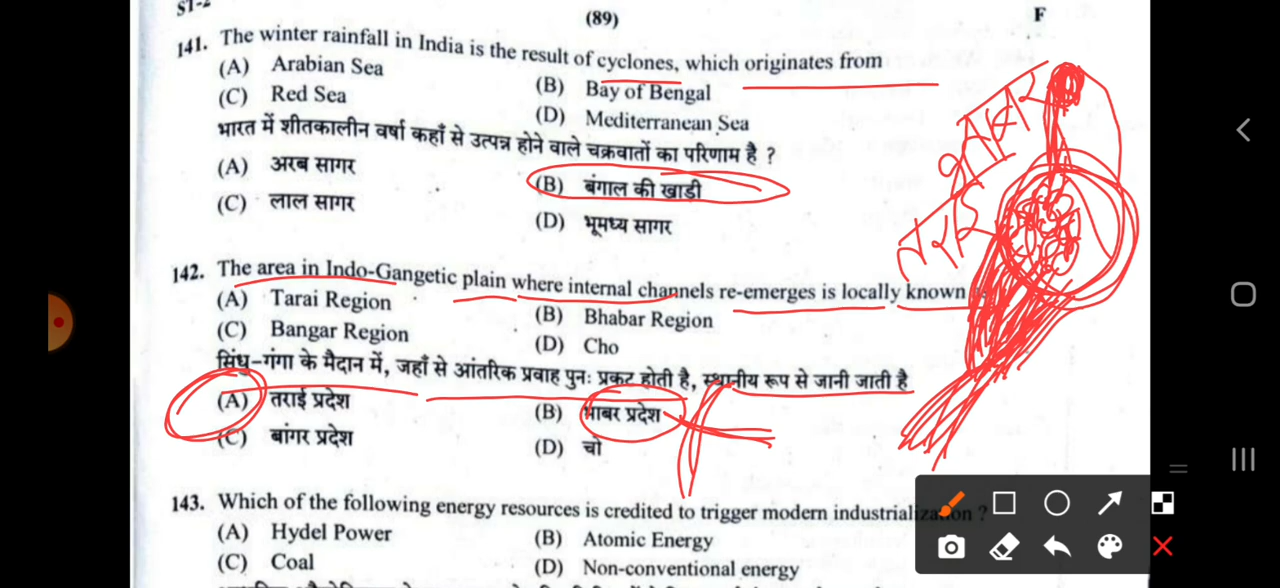 ST-2
(89)
F
141. The winter rainfall in India is the result of cyclones, which originates from
(A) Arabian Sea
(B) Bay of Bengal
(C) Red Sea
(D) Mediterranean Sea
भारत में शीतकालीन वर्षा कहाँ से उत्पन्न होने वाले चक्रवातों का परिणाम है ?
(A) अरब सागर
(B) बंगाल की खाडी
(C) लाल सागर
(D) भूमध्य सागर
142. The area in Indo-Gangetic plain where internal channels re-emerges is locally known
(A) Tarai Region
(B) Bhabar Region
(C) Bangar Region
(D) Cho
सिंधु-गंगा के मैदान में, जहाँ से आंतरिक प्रवाह पुनः प्रकट होती है, स्थानीय रूप से जानी जाती है
(A) तराई प्रदेश
(B) भाबर प्रदेश
(C) बांगर प्रदेश
(D) चो
143. Which of the following energy resources is credited to trigger modern industrialization ?
(A) Hydel Power
(B) Atomic Energy
(C) Coal
(D) Non-conventional energy